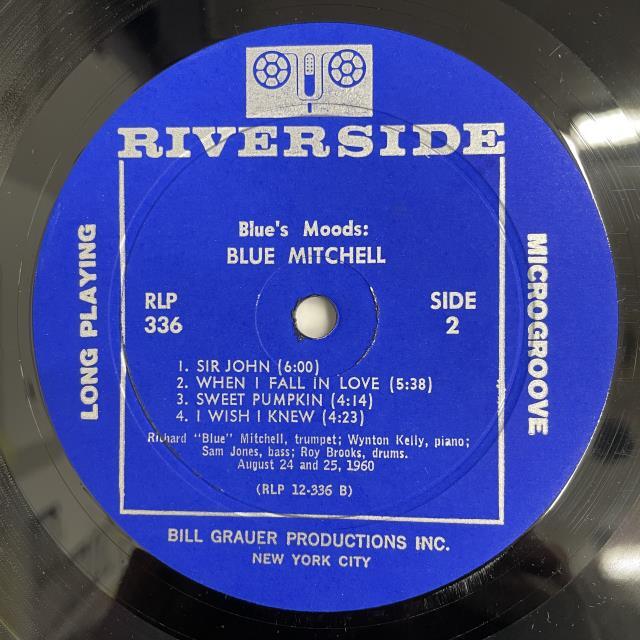 RIVERSIDE
Blue's Moods:
BLUE MITCHELL
LONG PLAYING
MICROGROOVE
RLP
336
SIDE
2
1. SIR JOHN (6:00)
2. WHEN I FALL IN LOVE (5:38)
3. SWEET PUMPKIN (4:14)
4. I WISH I KNEW (4:23)
Richard "Blue" Mitchell, trumpet; Wynton Kelly, piano;
Sam Jones, bass; Roy Brooks, drums.
August 24 and 25, 1960
(RLP 12-336 B)
BILL GRAUER PRODUCTIONS INC.
NEW YORK CITY